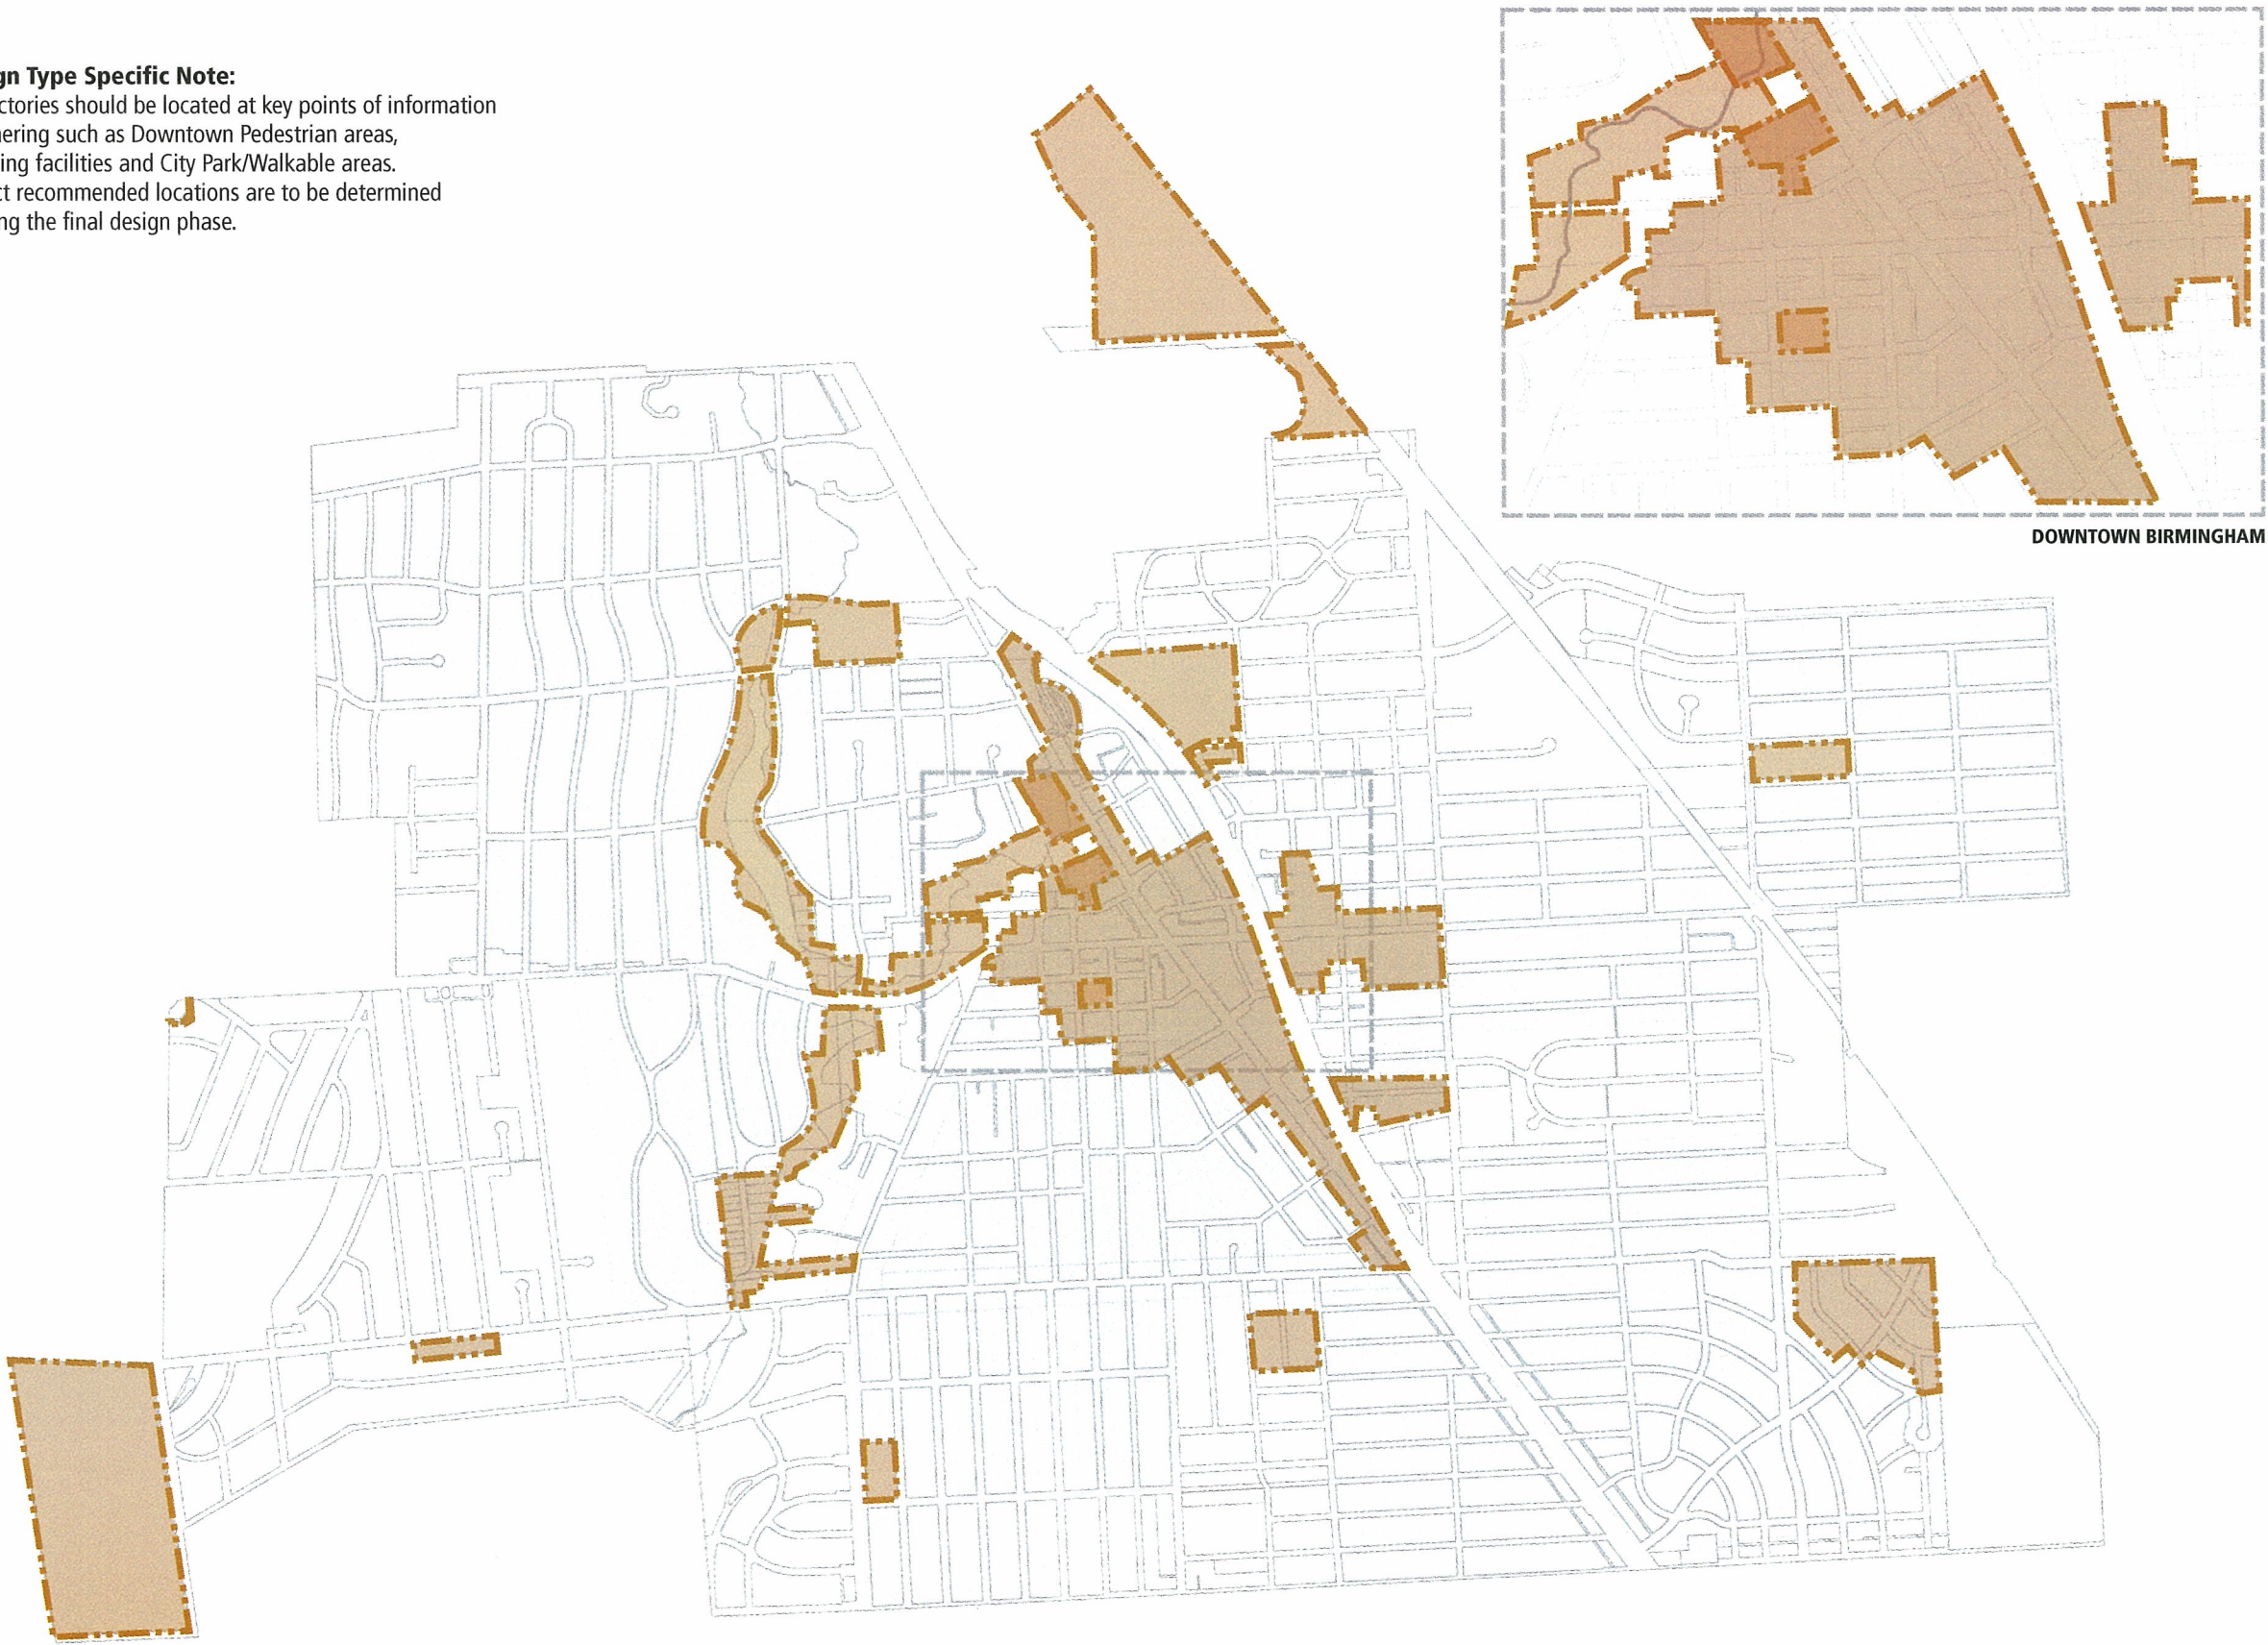 gn Type Specific Note:
ctories should be located at key points of information
hering such as Downtown Pedestrian areas,
ing facilities and City Park/Walkable areas.
ct recommended locations are to be determined
ng the final design phase.
DOWNTOWN BIRMINGHAM